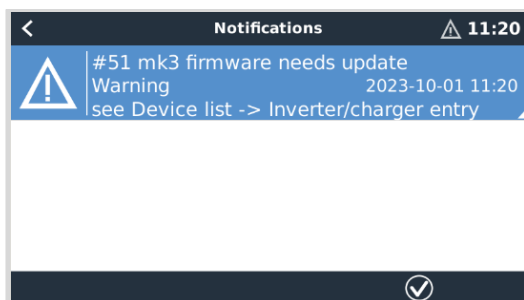 Notifications
11:20
#51 mk3 firmware needs update
Warning
2023-10-01 11:20
see Device list -> Inverter/charger entry